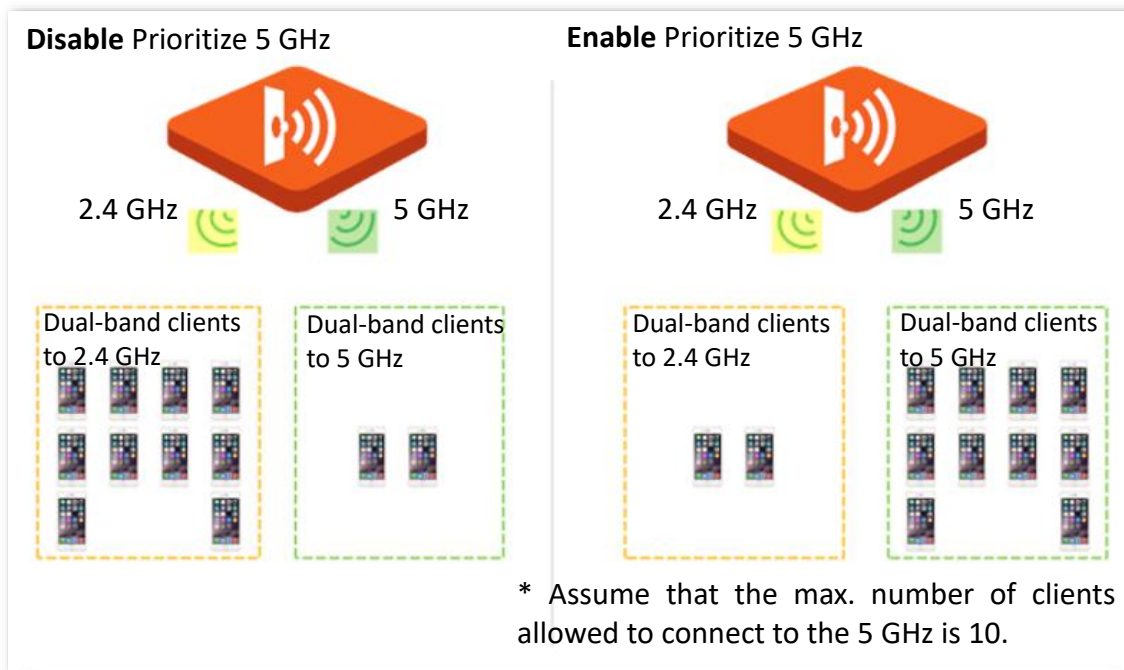 Disable Prioritize 5 GHz
2.4 GHz
5 GHz
Dual-band clients
to 2.4 GHz
Dual-band clients
to 5 GHz
Enable Prioritize 5 GHz
2.4 GHz
5 GHz
Dual-band clients
to 2.4 GHz
Dual-band clients
to 5 GHz
* Assume that the max. number of clients
allowed to connect to the 5 GHz is 10.